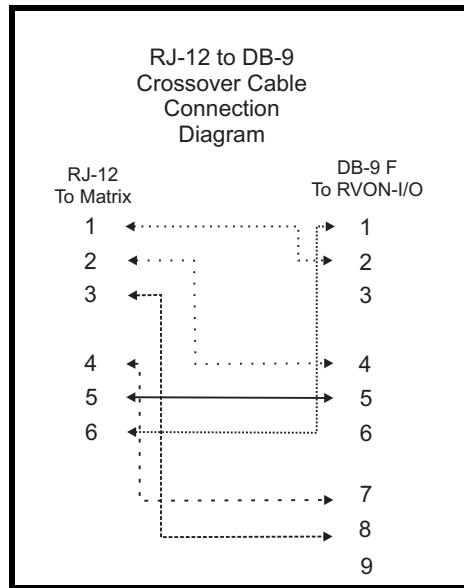 RJ-12 to DB-9
Crossover Cable
Connection
Diagram
RJ-12
To Matrix
DB-9 F
To RVON-I/O
1 1
2 2
3 3
4 4
5 5
6 6
7
8
9